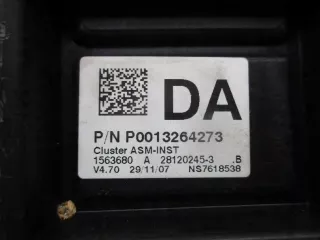 DA
P/N P0013264273
Cluster ASM-INST
1563680 A 28120245-3 .B
V4.70 29/11/07 NS7618538